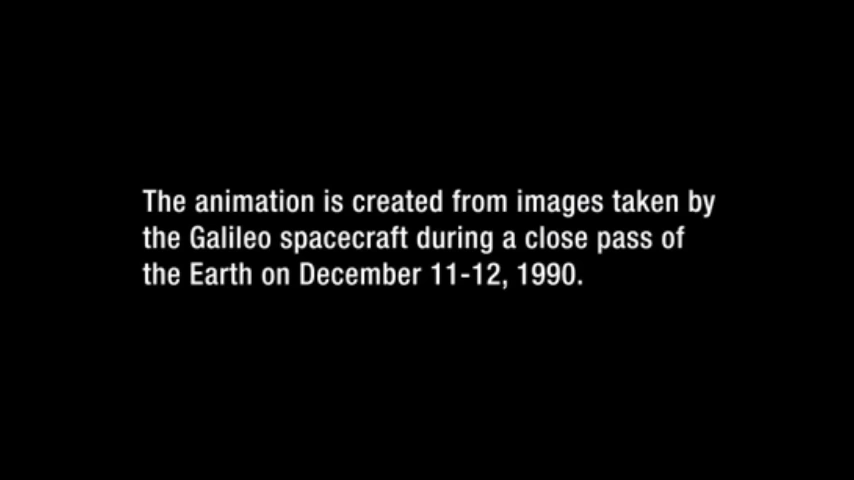 The animation is created from images taken by
the Galileo spacecraft during a close pass of
the Earth on December 11-12, 1990.